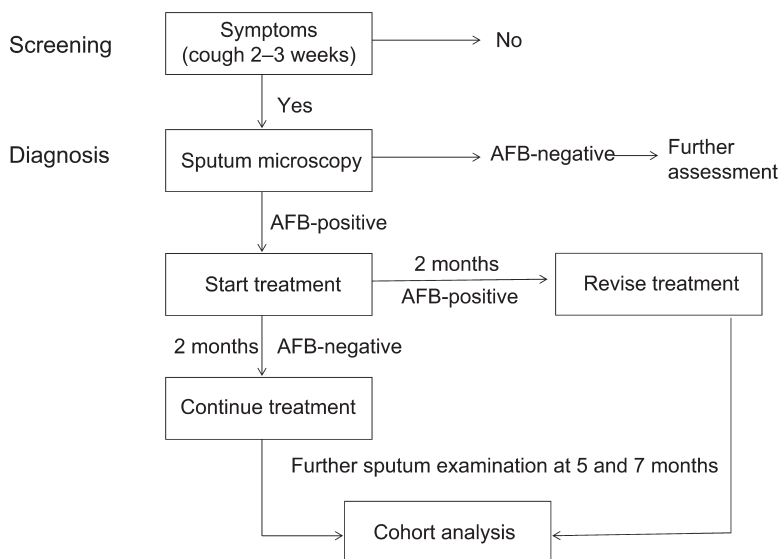 Screening
Symptoms
(cough 2–3 weeks)
No
Yes
Diagnosis
Sputum microscopy
AFB-negative
Further
assessment
AFB-positive
Start treatment
2 months
AFB-positive
Revise treatment
2 months
AFB-negative
Continue treatment
Further sputum examination at 5 and 7 months
Cohort analysis